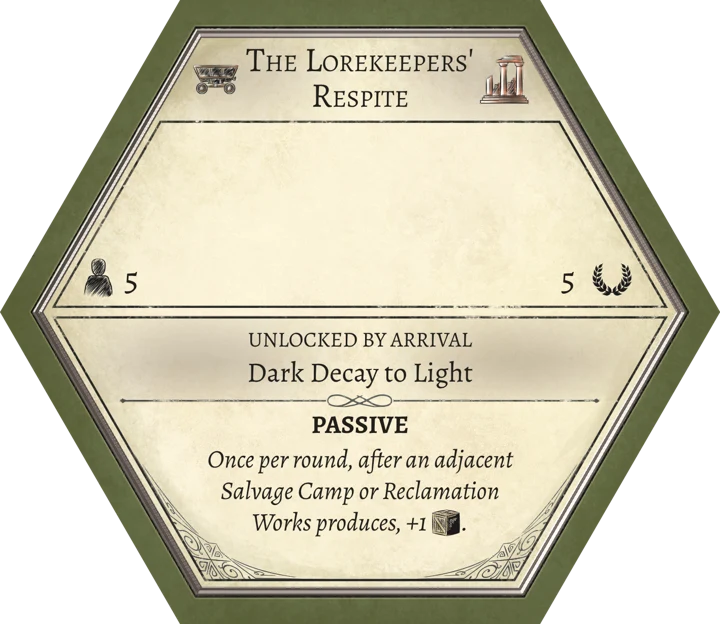 The Lorekeepers'
Respite
5
5
UNLOCKED BY ARRIVAL
Dark Decay to Light
PASSIVE
Once per round, after an adjacent
Salvage Camp or Reclamation
Works produces, +1 .